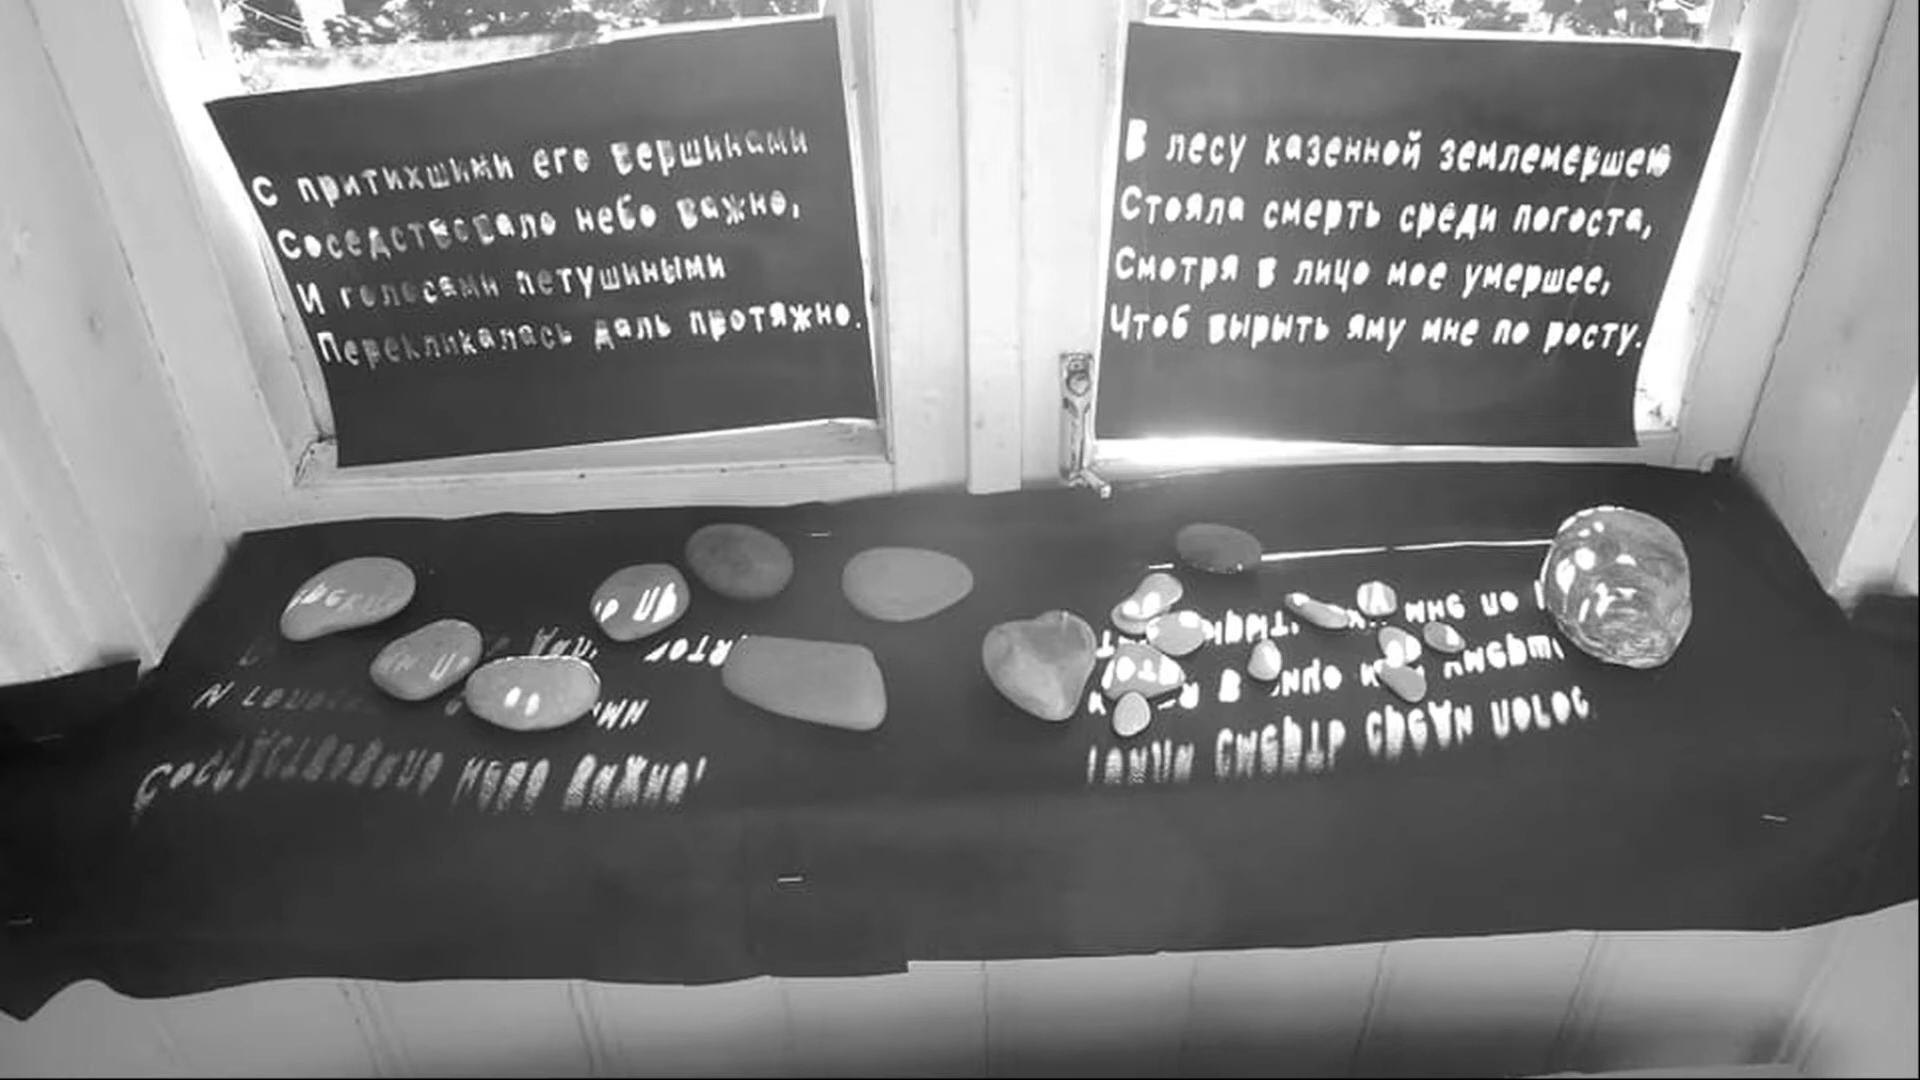 С притихшими его вершинами
Соседствовало небо важно,
И голосами петушиными
Перекликалась даль протяжно.
В лесу казенной землемершею
Стояла смерть среди погоста,
Смотря в лицо мое умершее,
Чтоб вырыть яму мне по росту.